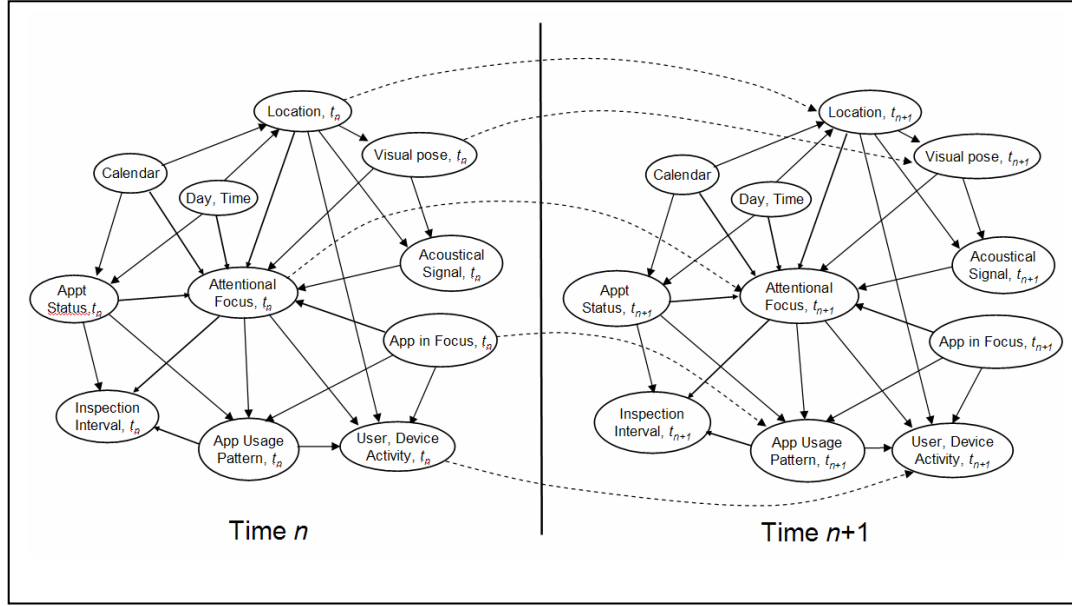 Location, tn
Visual pose, tn
Calendar
Day, Time
Acoustical
Signal, tn
Attentional
Focus, tn
Appt
Status, tn
App in Focus, tn
Inspection
Interval, tn
App Usage
Pattern, tn
User, Device
Activity, tn
Time n
Location, tn+1
Visual pose, tn+1
Calendar
Day, Time
Acoustical
Signal, tn+1
Attentional
Focus, tn+1
Appt
Status, tn+1
App in Focus, tn+1
Inspection
Interval, tn+1
App Usage
Pattern, tn+1
User, Device
Activity, tn+1
Time n+1